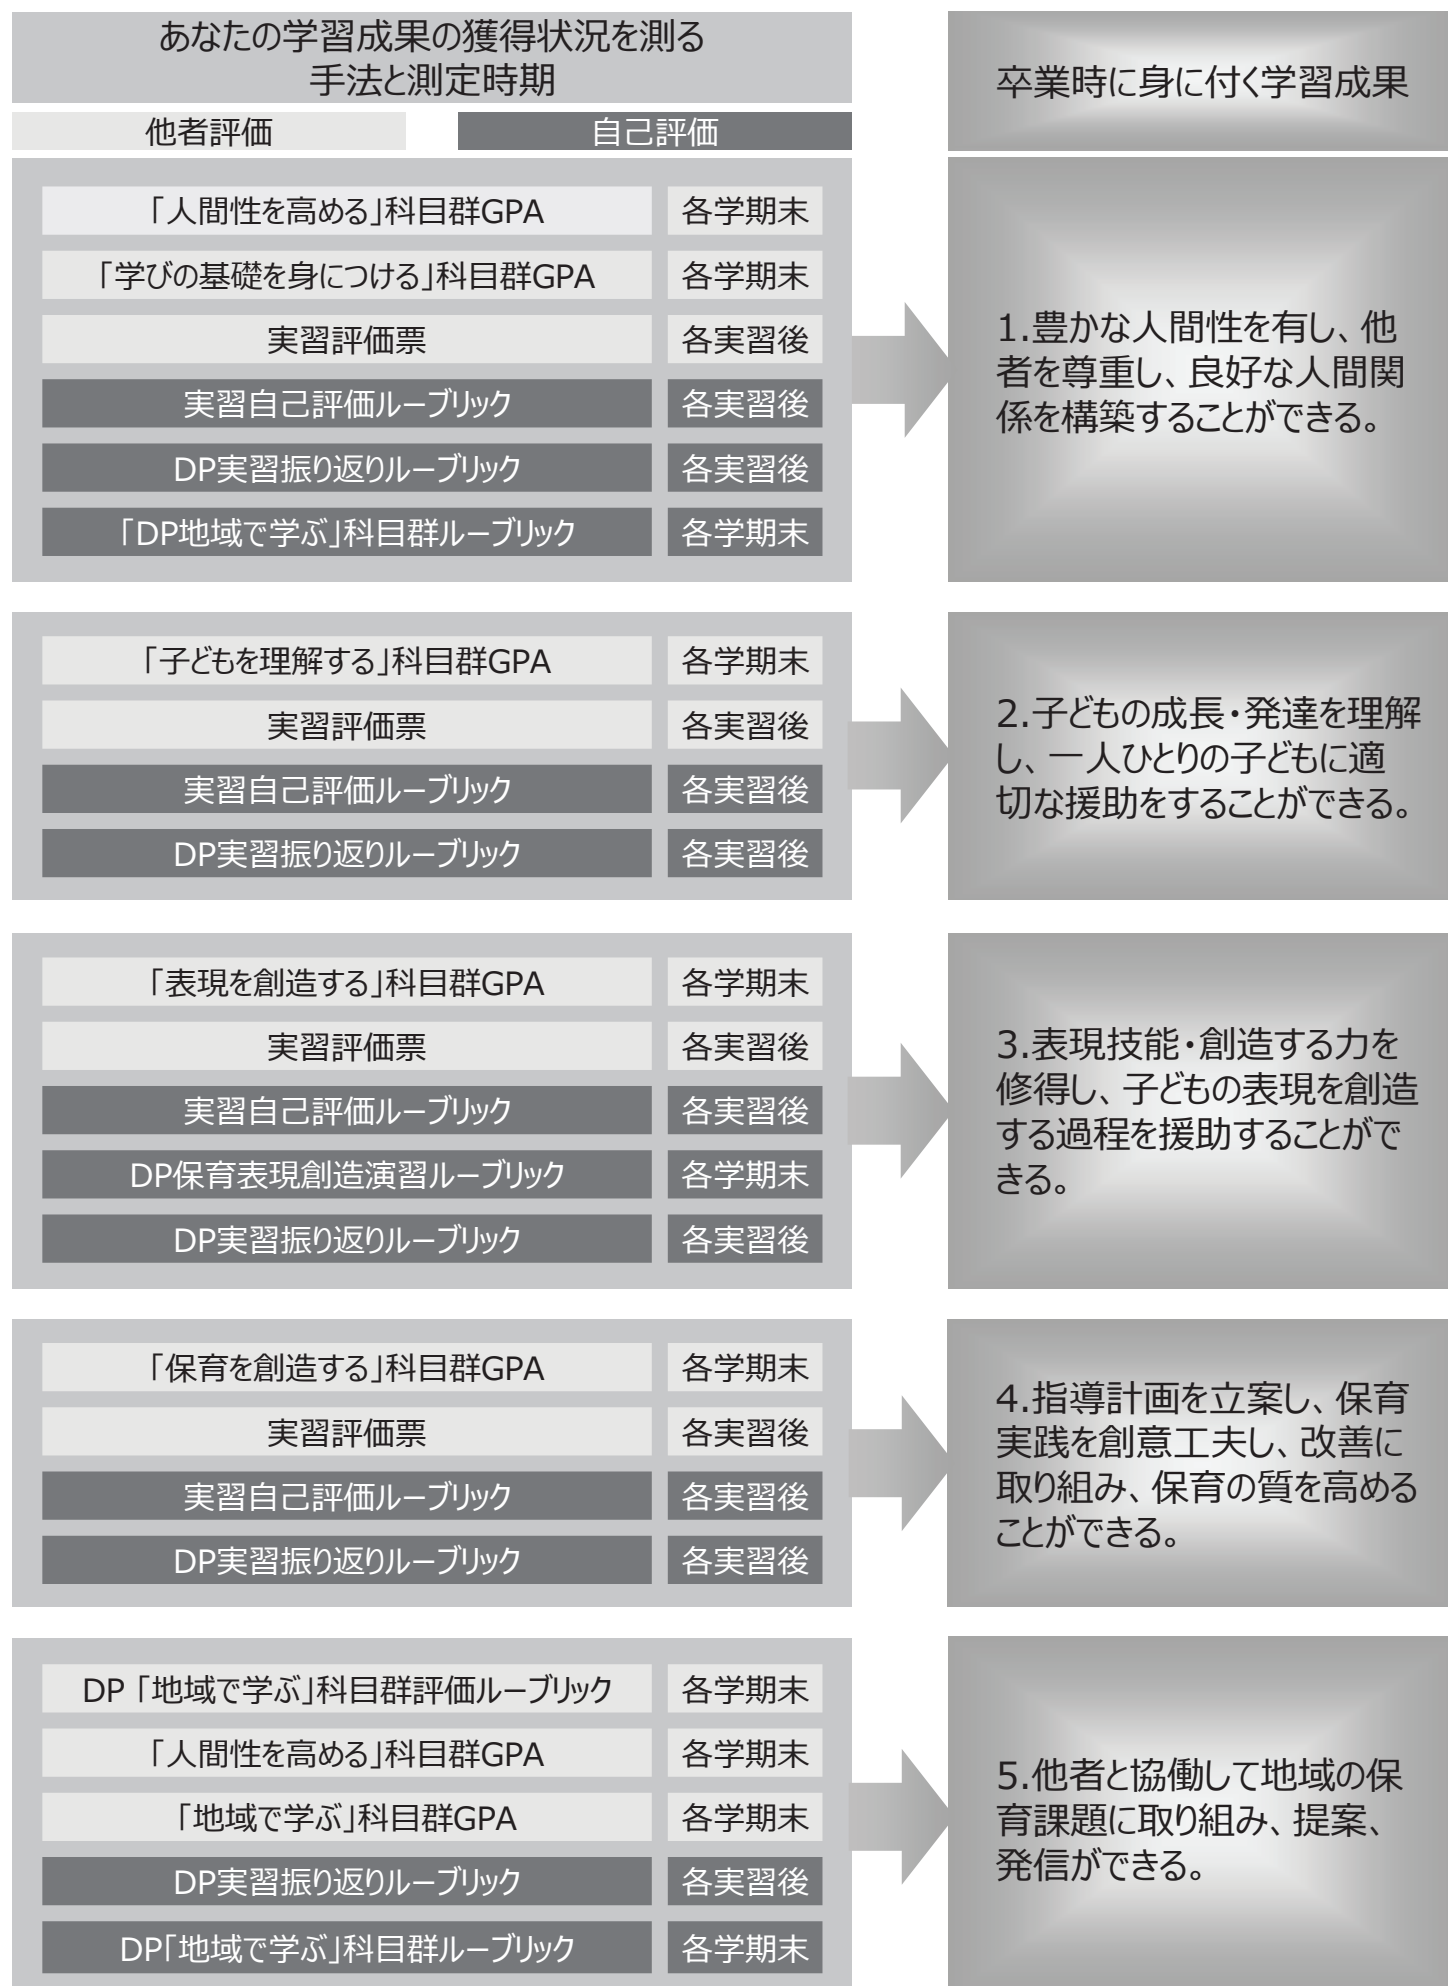 あなたの学習成果の獲得状況を測る
手法と測定時期
卒業時に身に付く学習成果
他者評価
自己評価
「人間性を高める」科目群GPA 各学期末
「学びの基礎を身につける」科目群GPA 各学期末
実習評価票 各実習後
実習自己評価ルーブリック 各実習後
DP実習振り返りルーブリック 各実習後
「DP地域で学ぶ」科目群ルーブリック 各学期末
1.豊かな人間性を有し、他
者を尊重し、良好な人間関
係を構築することができる。
「子どもを理解する」科目群GPA 各学期末
実習評価票 各実習後
実習自己評価ルーブリック 各実習後
DP実習振り返りルーブリック 各実習後
2.子どもの成長・発達を理解
し、一人ひとりの子どもに適
切な援助をすることができる。
「表現を創造する」科目群GPA 各学期末
実習評価票 各実習後
実習自己評価ルーブリック 各実習後
DP保育表現創造演習ルーブリック 各学期末
DP実習振り返りルーブリック 各実習後
3.表現技能・創造する力を
修得し、子どもの表現を創造
する過程を援助することがで
きる。
「保育を創造する」科目群GPA 各学期末
実習評価票 各実習後
実習自己評価ルーブリック 各実習後
DP実習振り返りルーブリック 各実習後
4.指導計画を立案し、保育
実践を創意工夫し、改善に
取り組み、保育の質を高める
ことができる。
DP「地域で学ぶ」科目群評価ルーブリック 各学期末
「人間性を高める」科目群GPA 各学期末
「地域で学ぶ」科目群GPA 各学期末
DP実習振り返りルーブリック 各実習後
DP「地域で学ぶ」科目群ルーブリック 各学期末
5.他者と協働して地域の保
育課題に取り組み、提案、
発信ができる。